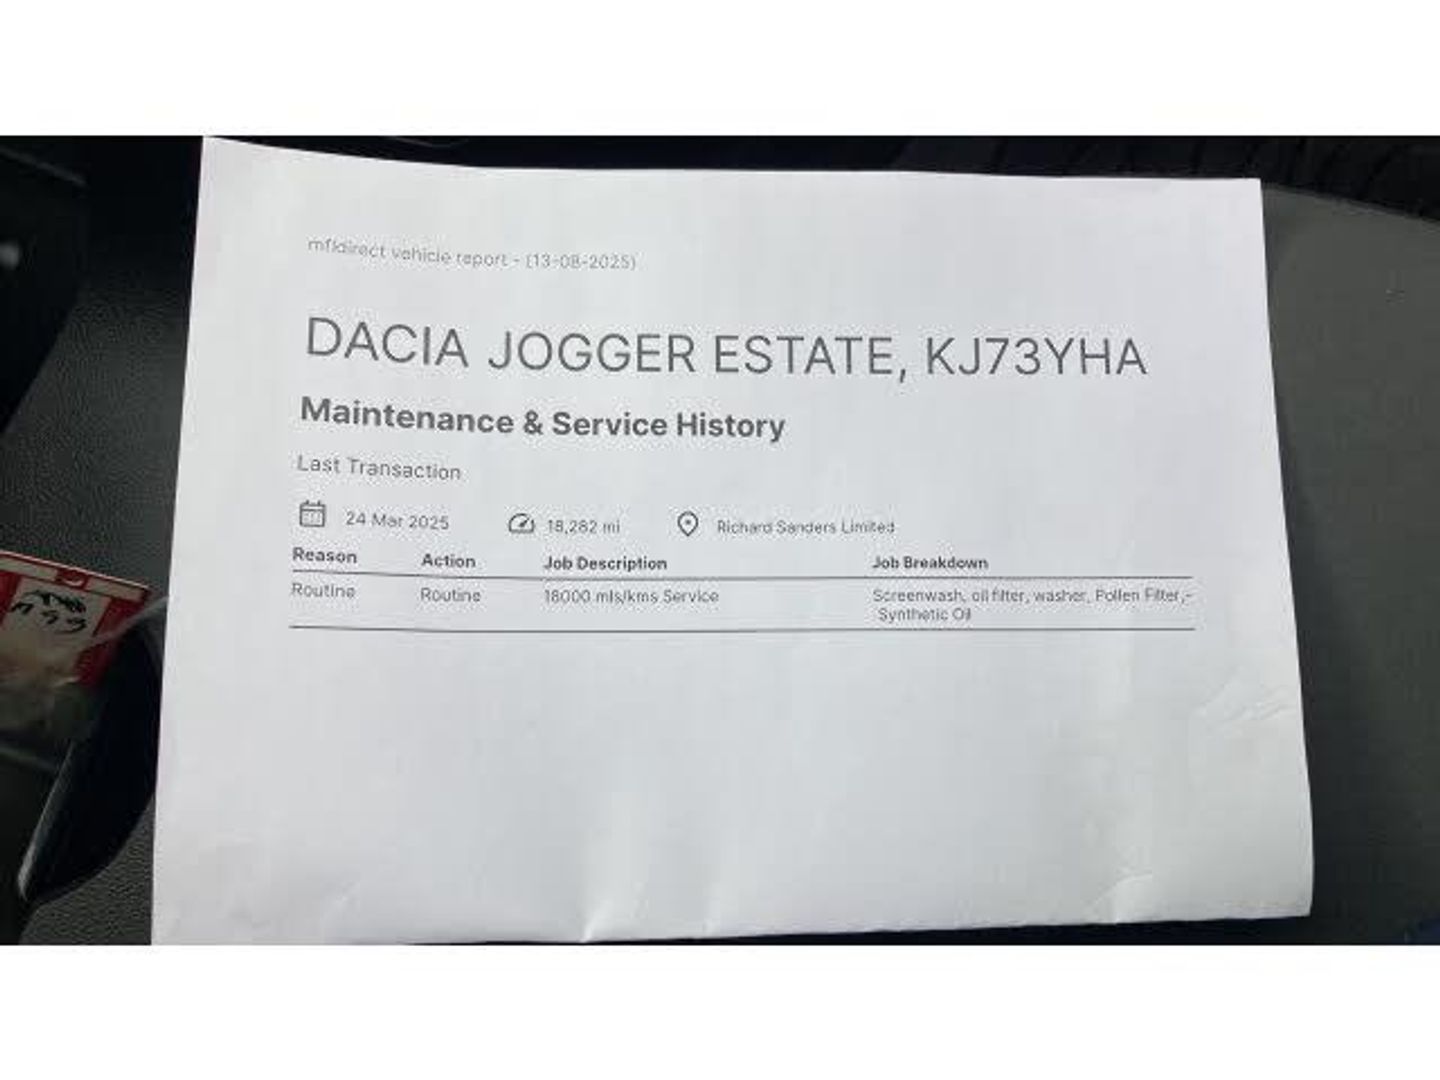 mfldirect vehicle report - (13-08-2025)
DACIA JOGGER ESTATE, KJ73YHA
Maintenance & Service History
Last Transaction
24 Mar 2025 18,282 mi Richard Sanders Limited
Reason Action Job Description Job Breakdown
Routine Routine 18000 mls/kms Service Screenwash, oil filter, washer, Pollen Filter,-
Synthetic Oil